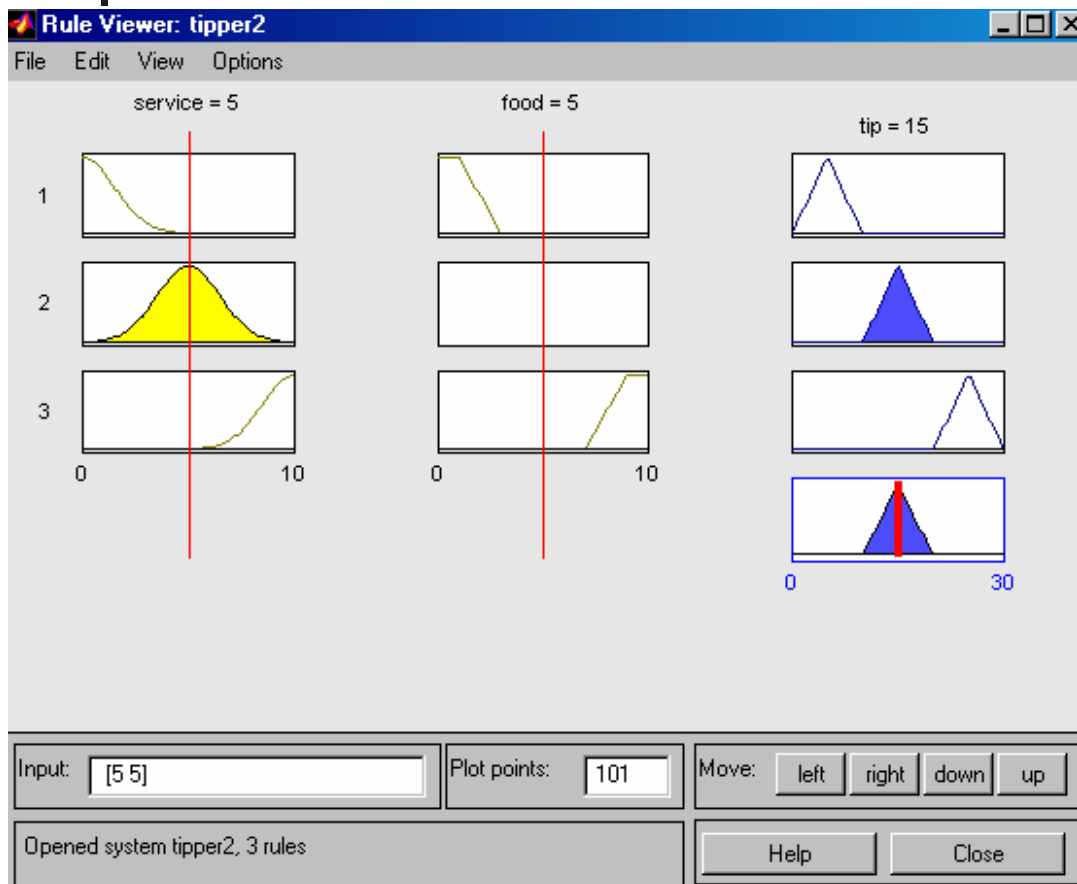 Rule Viewer: tipper2
File Edit View Options
service = 5
food = 5
tip = 15
1
2
3
0 10
0 10
0 30
Input: [5 5]
Plot points: 101
Move: left right down up
Opened system tipper2, 3 rules
Help Close